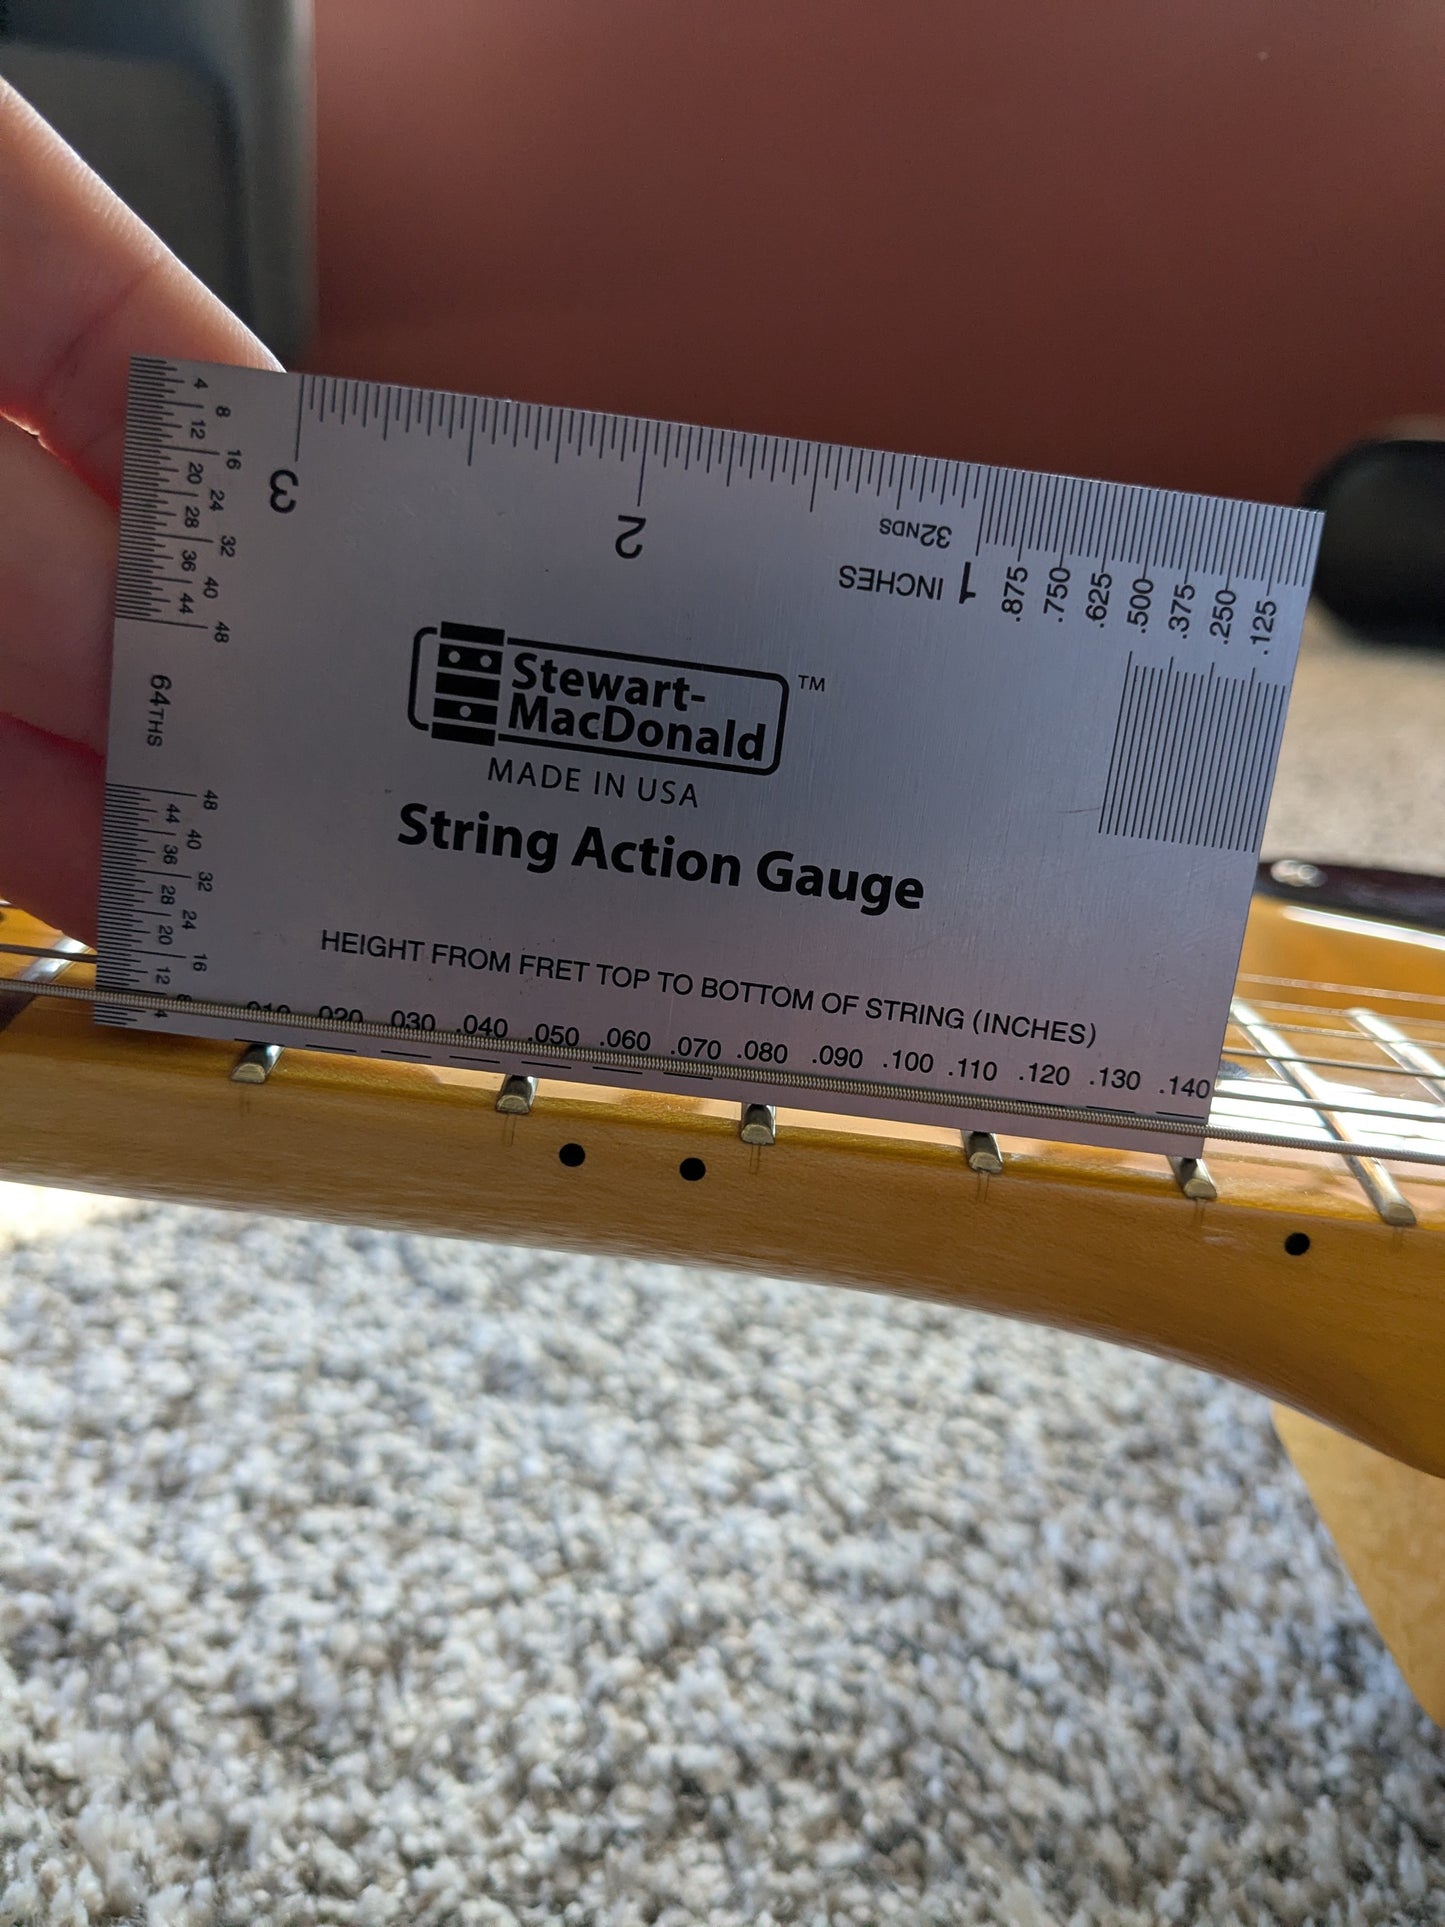 4 8
12 16
20 24
28 32
36 40
44 48
64THS
48
44 40
36 32
28 24
20 16
12 8
4
3
2
32NDS
1
INCHES
.875 .750 .625 .500 .375 .250 .125
Stewart-
MacDonald ™
MADE IN USA
String Action Gauge
HEIGHT FROM FRET TOP TO BOTTOM OF STRING (INCHES)
.010 .020 .030 .040 .050 .060 .070 .080 .090 .100 .110 .120 .130 .140